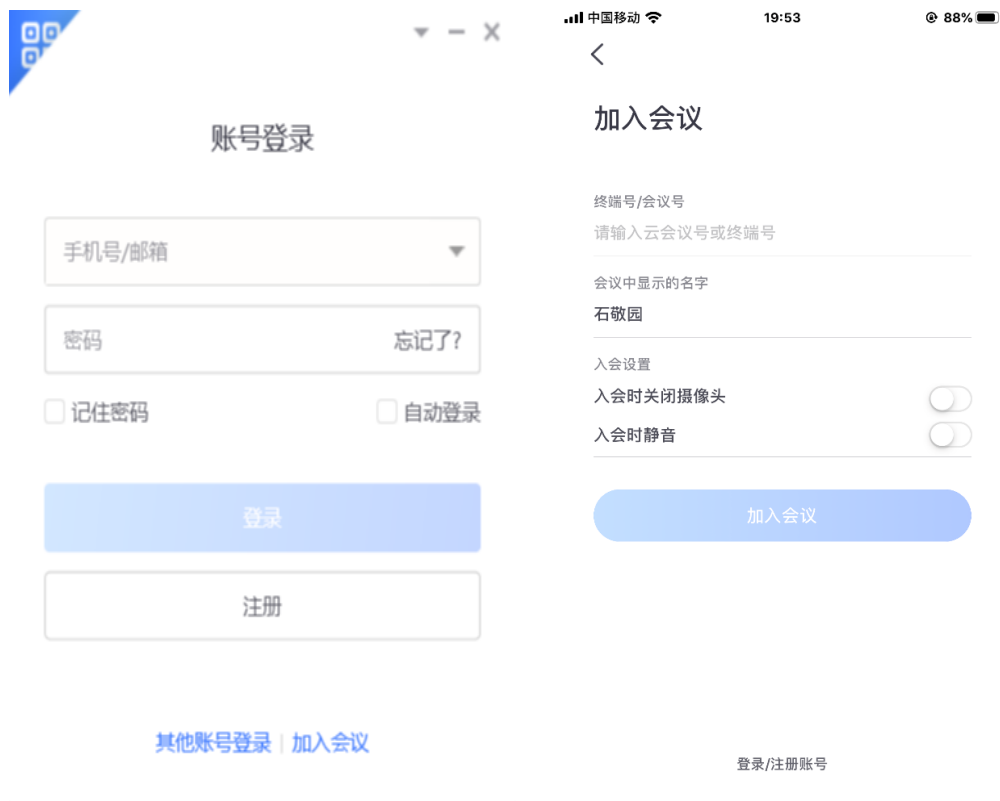 账号登录
手机号/邮箱
密码 忘记了?
记住密码 自动登录
登录
注册
其他账号登录 | 加入会议
中国移动 19:53 88%
加入会议
终端号/会议号
请输入云会议号或终端号
会议中显示的名字
石敬园
入会设置
入会时关闭摄像头
入会时静音
加入会议
登录/注册账号